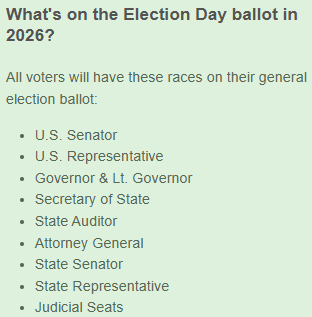 What's on the Election Day ballot in
2026?
All voters will have these races on their general
election ballot:
• U.S. Senator
• U.S. Representative
• Governor & Lt. Governor
• Secretary of State
• State Auditor
• Attorney General
• State Senator
• State Representative
• Judicial Seats